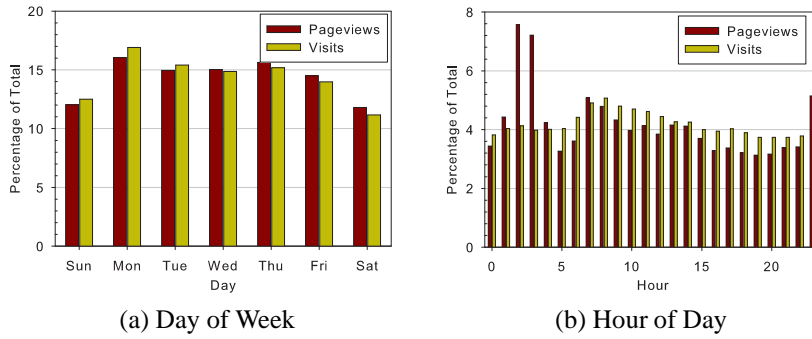 20
15
10
5
0
Percentage of Total
Pageviews
Visits
Sun Mon Tue Wed Thu Fri Sat
Day
(a) Day of Week
8
6
4
2
0
Percentage of Total
Pageviews
Visits
0 5 10 15 20
Hour
(b) Hour of Day